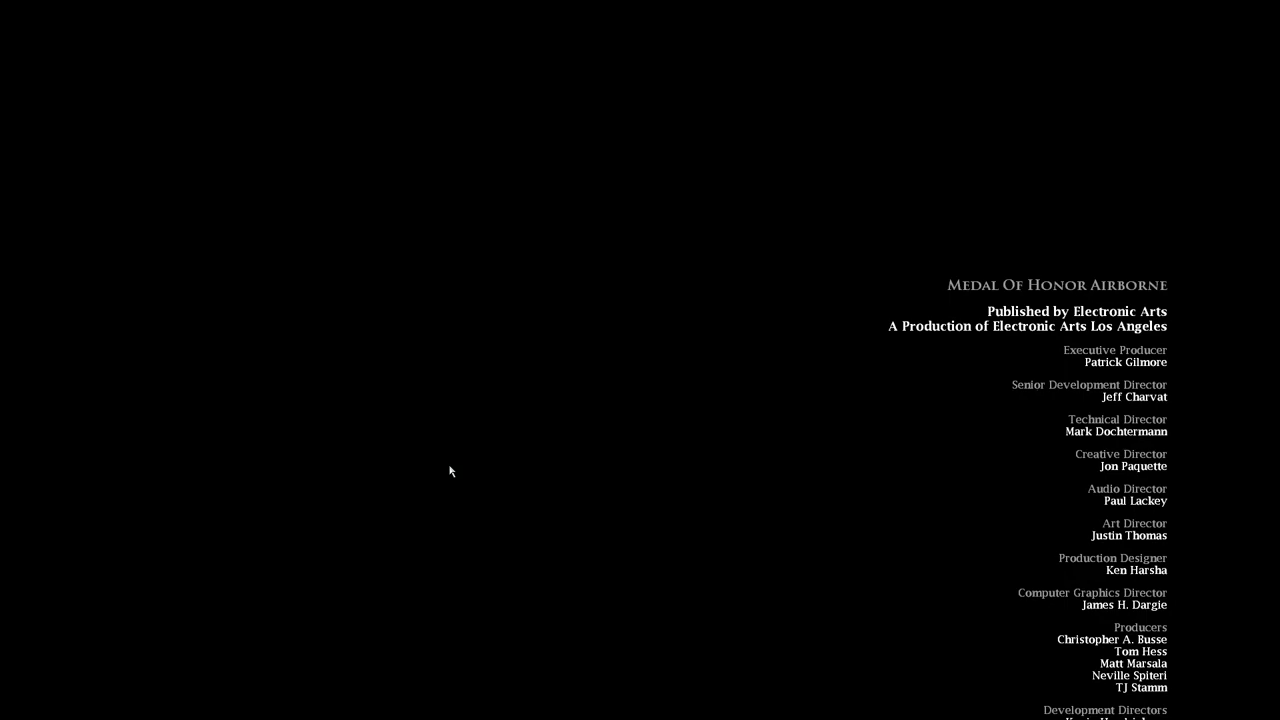 Medal Of Honor Airborne
Published by Electronic Arts
A Production of Electronic Arts Los Angeles
Executive Producer
Patrick Gilmore
Senior Development Director
Jeff Charvat
Technical Director
Mark Dochtermann
Creative Director
Jon Paquette
Audio Director
Paul Lackey
Art Director
Justin Thomas
Production Designer
Ken Harsha
Computer Graphics Director
James H. Dargie
Producers
Christopher A. Busse
Tom Hess
Matt Marsala
Neville Spiteri
TJ Stamm
Development Directors